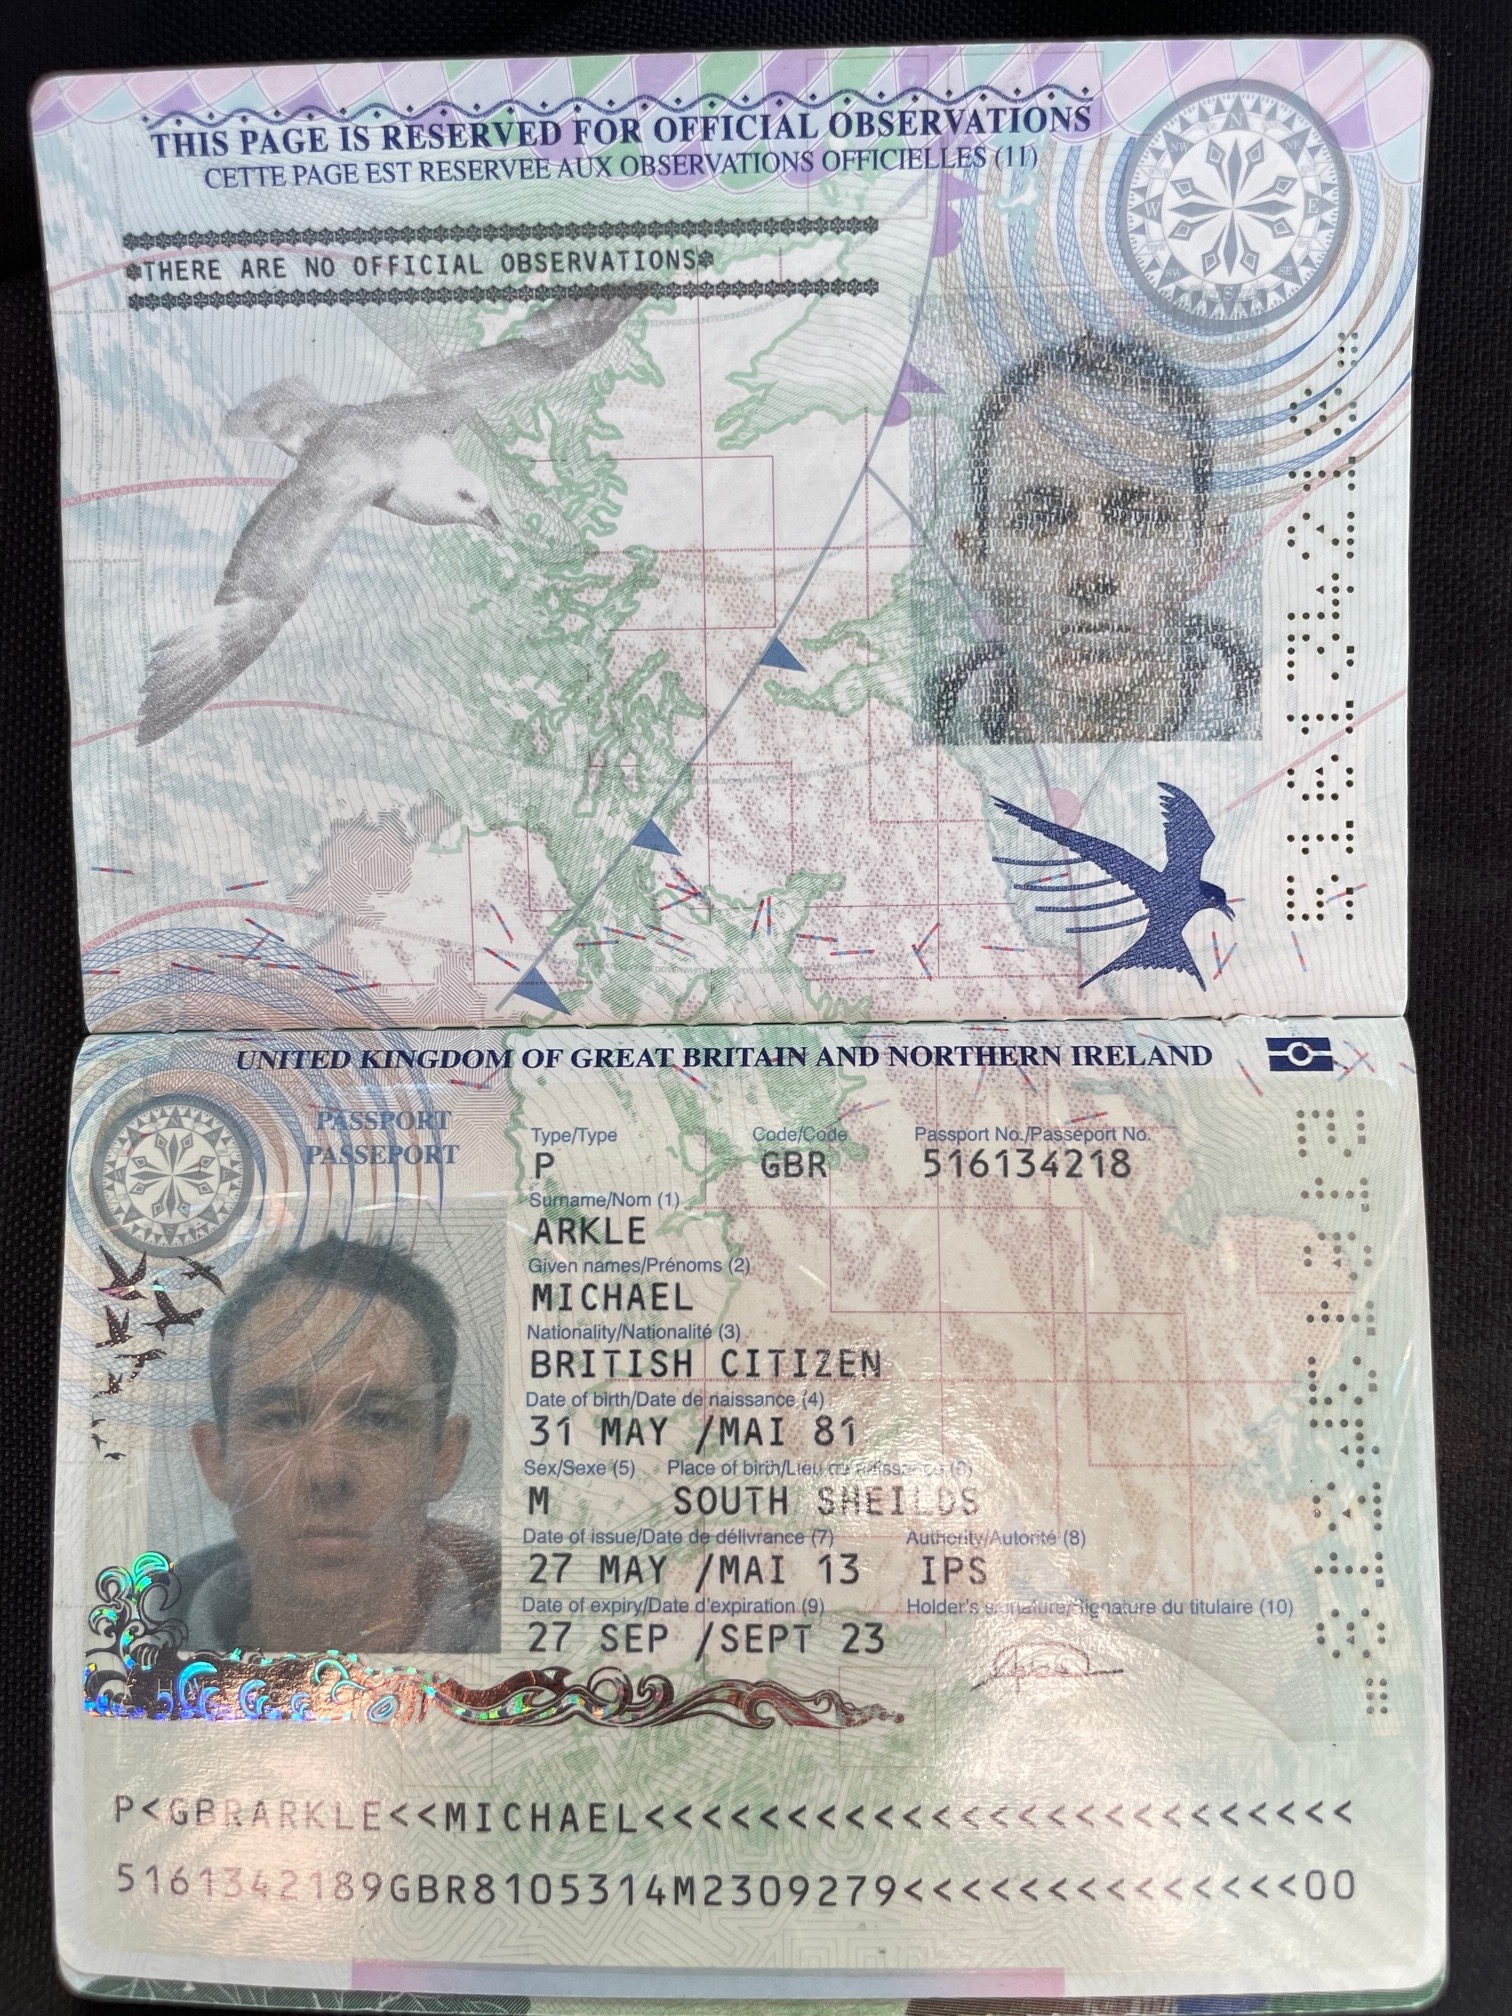 THIS PAGE IS RESERVED FOR OFFICIAL OBSERVATIONS
CETTE PAGE EST RESERVEE AUX OBSERVATIONS OFFICIELLES (11)
THERE ARE NO OFFICIAL OBSERVATIONS
UNITED KINGDOM OF GREAT BRITAIN AND NORTHERN IRELAND
PASSPORT
PASSEPORT
Type/Type Code/Code Passport No./Passeport No.
P GBR 516134218
Surname/Nom (1)
ARKLE
Given names/Prénoms (2)
MICHAEL
Nationality/Nationalité (3)
BRITISH CITIZEN
Date of birth/Date de naissance (4)
31 MAY /MAI 81
Sex/Sexe (5) Place of birth/Lieu de naissance (6)
M SOUTH SHEILDS
Date of issue/Date de délivrance (7) Authority/Autorité (8)
27 MAY /MAI 13 IPS
Date of expiry/Date d'expiration (9) Holder's signature/Signature du titulaire (10)
27 SEP /SEPT 23
P<GBRARKLE<<MICHAEL<<<<<<<<<<<<<<<<<<<<<<<<<
5161342189GBR8105314M2309279<<<<<<<<<<<<<<00